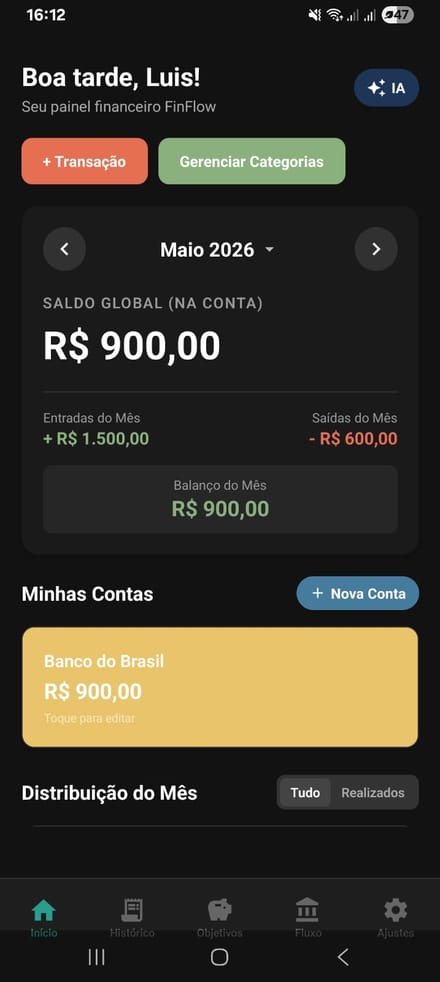 16:12
47
Boa tarde, Luis!
Seu painel financeiro FinFlow
IA
+ Transação
Gerenciar Categorias
Maio 2026
SALDO GLOBAL (NA CONTA)
R$ 900,00
Entradas do Mês
Saídas do Mês
+ R$ 1.500,00
- R$ 600,00
Balanço do Mês
R$ 900,00
Minhas Contas
+ Nova Conta
Banco do Brasil
R$ 900,00
Toque para editar
Distribuição do Mês
Tudo
Realizados
Início
Histórico
Objetivos
Fluxo
Ajustes